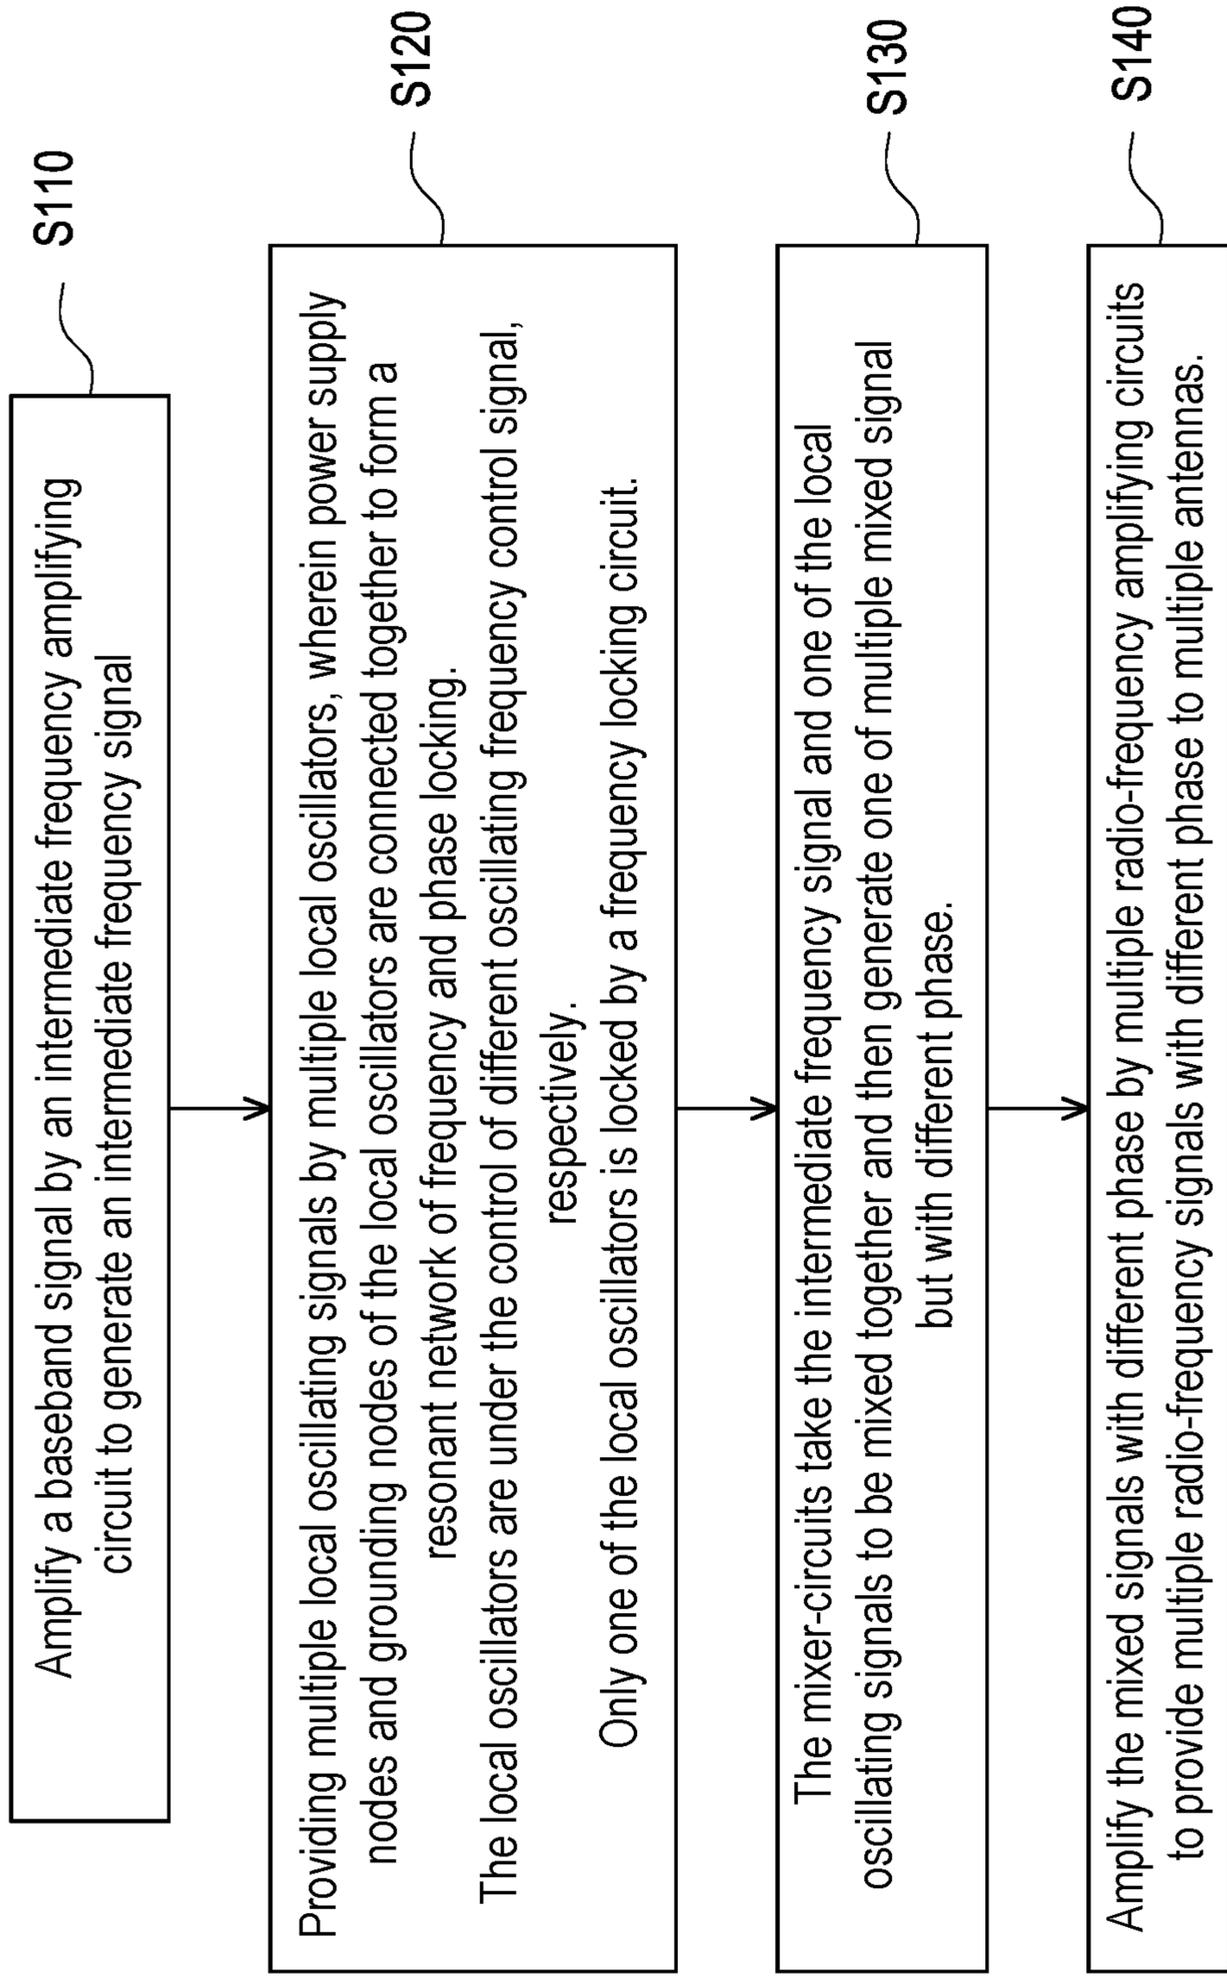 Amplify a baseband signal by an intermediate frequency amplifying
circuit to generate an intermediate frequency signal
S110
Providing multiple local oscillating signals by multiple local oscillators, wherein power supply
nodes and grounding nodes of the local oscillators are connected together to form a
resonant network of frequency and phase locking.
The local oscillators are under the control of different oscillating frequency control signal,
respectively.
Only one of the local oscillators is locked by a frequency locking circuit.
S120
The mixer-circuits take the intermediate frequency signal and one of the local
oscillating signals to be mixed together and then generate one of multiple mixed signal
but with different phase.
S130
Amplify the mixed signals with different phase by multiple radio-frequency amplifying circuits
to provide multiple radio-frequency signals with different phase to multiple antennas.
S140